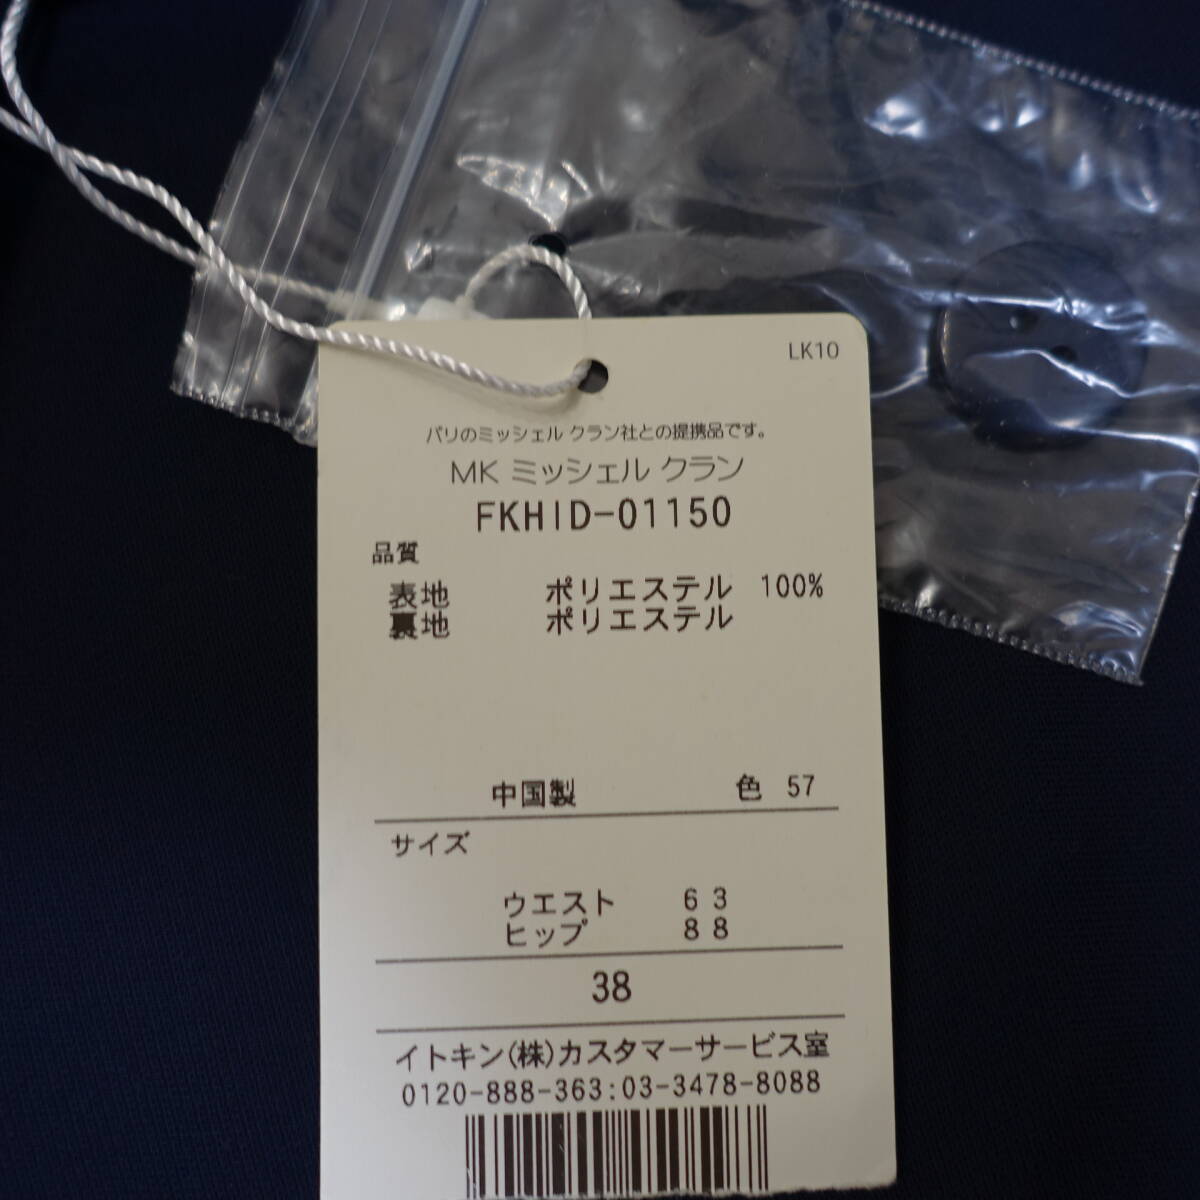 LK10
パリのミッシェル クラン社との提携品です。
MK ミッシェル クラン
FKHID-01150
品質
表地 ポリエステル 100%
裏地 ポリエステル
中国製 色 57
サイズ
ウエスト 63
ヒップ 88
38
イトキン(株)カスタマーサービス室
0120-888-363:03-3478-8088